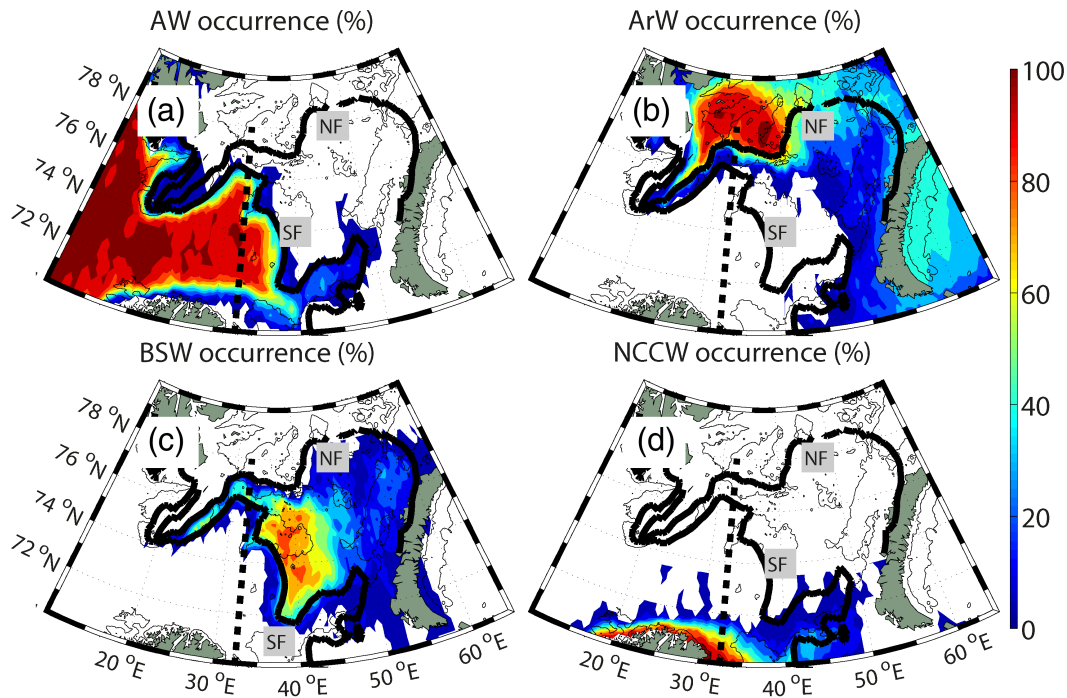 AW occurrence (%)
ArW occurrence (%)
78 °N
76 °N
74 °N
72 °N
(a)
NF
SF
(b)
NF
SF
100
80
60
40
20
0
BSW occurrence (%)
NCCW occurrence (%)
78 °N
76 °N
74 °N
72 °N
(c)
NF
SF
(d)
NF
SF
20 °E
30 °E
40 °E
50 °E
60 °E
20 °E
30 °E
40 °E
50 °E
60 °E